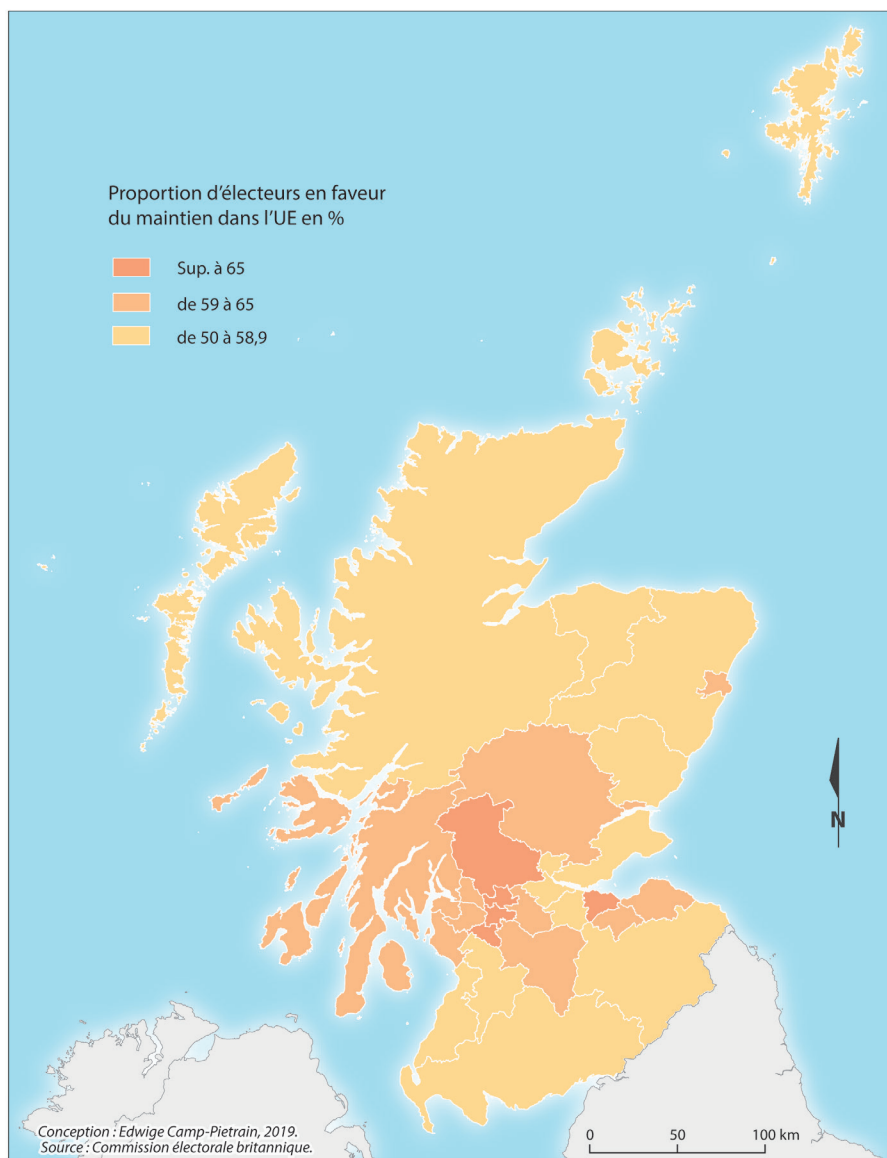 Proportion d'électeurs en faveur
du maintien dans l'UE en %
Sup. à 65
de 59 à 65
de 50 à 58,9
N
Conception : Edwige Camp-Pietrain, 2019.
Source : Commission électorale britannique.
0 50 100 km